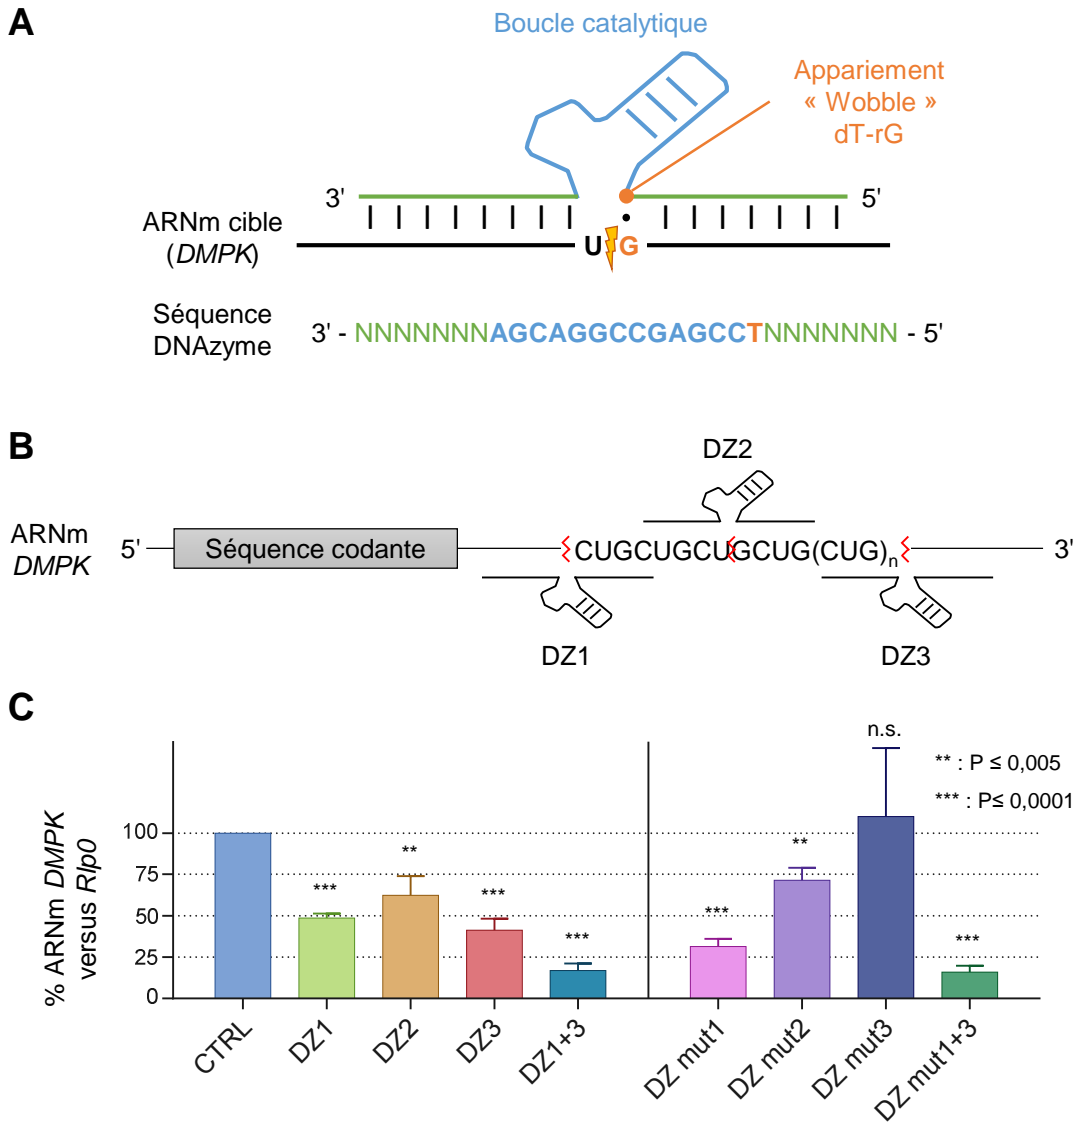 A
Boucle catalytique
Appariement
« Wobble »
dT-rG
3'
5'
ARNm cible
(DMPK)
U G
Séquence
DNAzyme
3' - NNNNNNNAGCAGGCCGAGCCTNNNNNNN - 5'
B
DZ2
ARNm
DMPK
5'
Séquence codante
CUGCUGCUGCUG(CUG)n
3'
DZ1
DZ3
C
% ARNm DMPK
versus Rlp0
100
75
50
25
0
***
**
***
***
***
**
n.s.
***
** : P ≤ 0,005
*** : P≤ 0,0001
CTRL
DZ1
DZ2
DZ3
DZ1+3
DZ mut1
DZ mut2
DZ mut3
DZ mut1+3